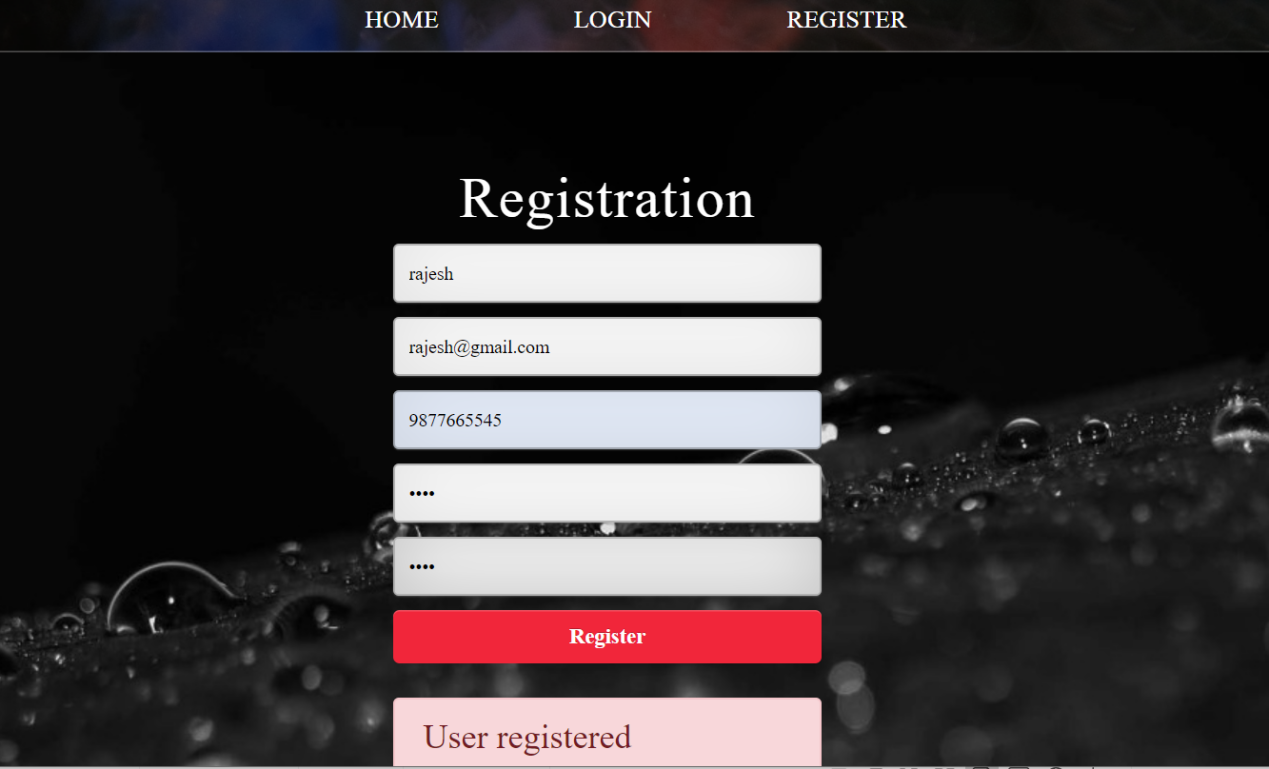 HOME LOGIN REGISTER
Registration
rajesh
rajesh@gmail.com
9877665545
••••
••••
Register
User registered